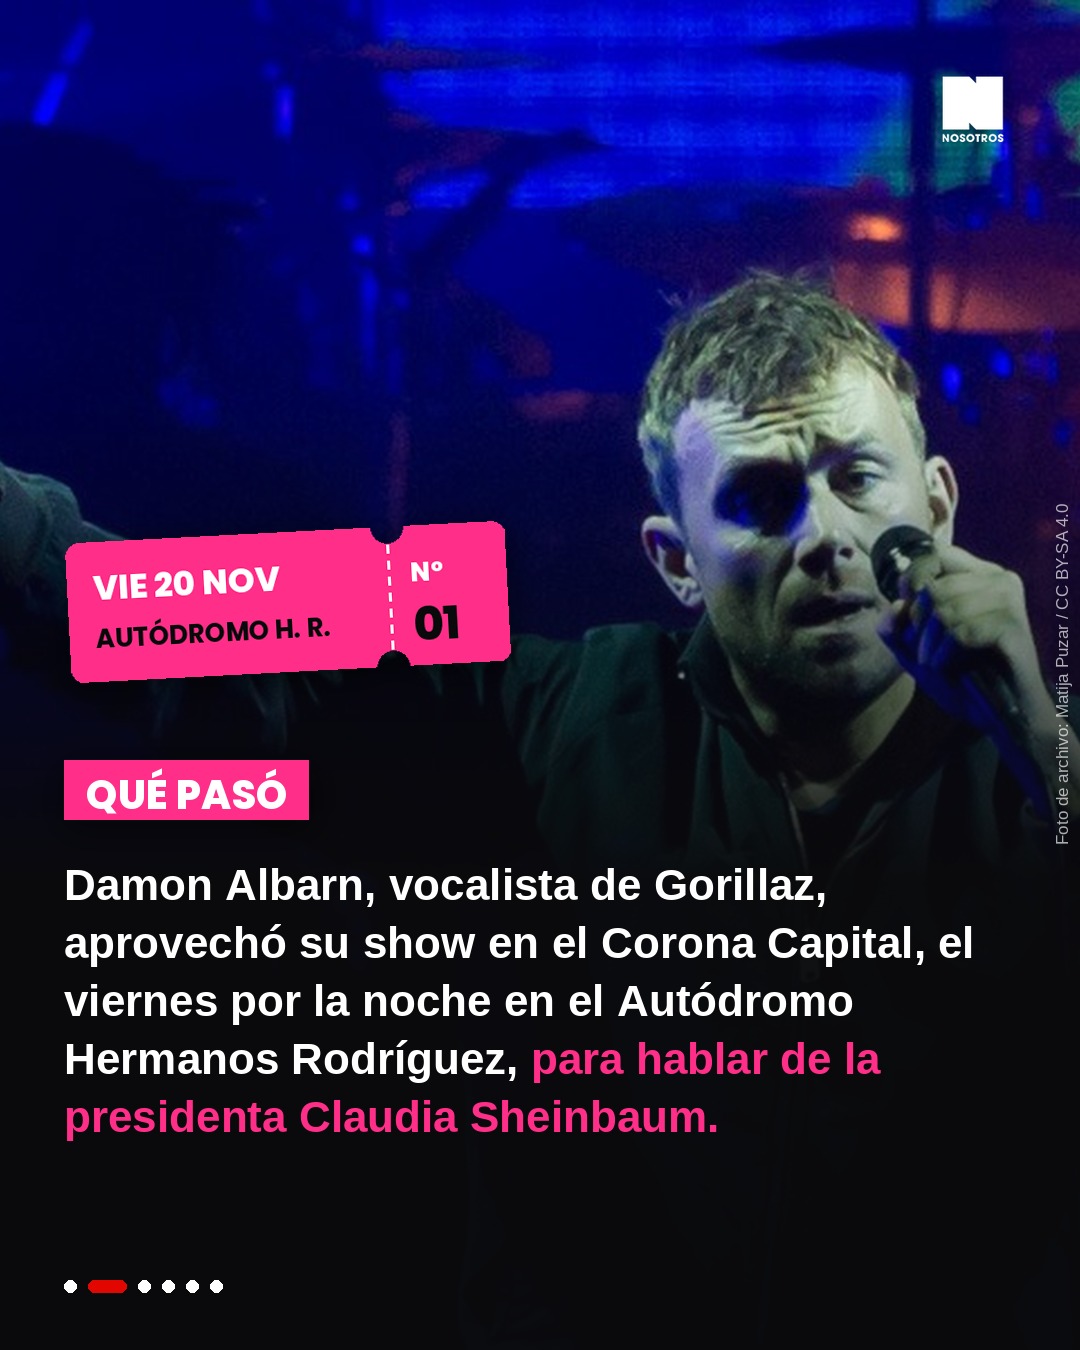 NOSOTROS
VIE 20 NOV
AUTÓDROMO H. R.
Nº
01
Foto de archivo: Matija Puzar / CC BY-SA 4.0
QUÉ PASÓ
Damon Albarn, vocalista de Gorillaz,
aprovechó su show en el Corona Capital, el
viernes por la noche en el Autódromo
Hermanos Rodríguez, para hablar de la
presidenta Claudia Sheinbaum.